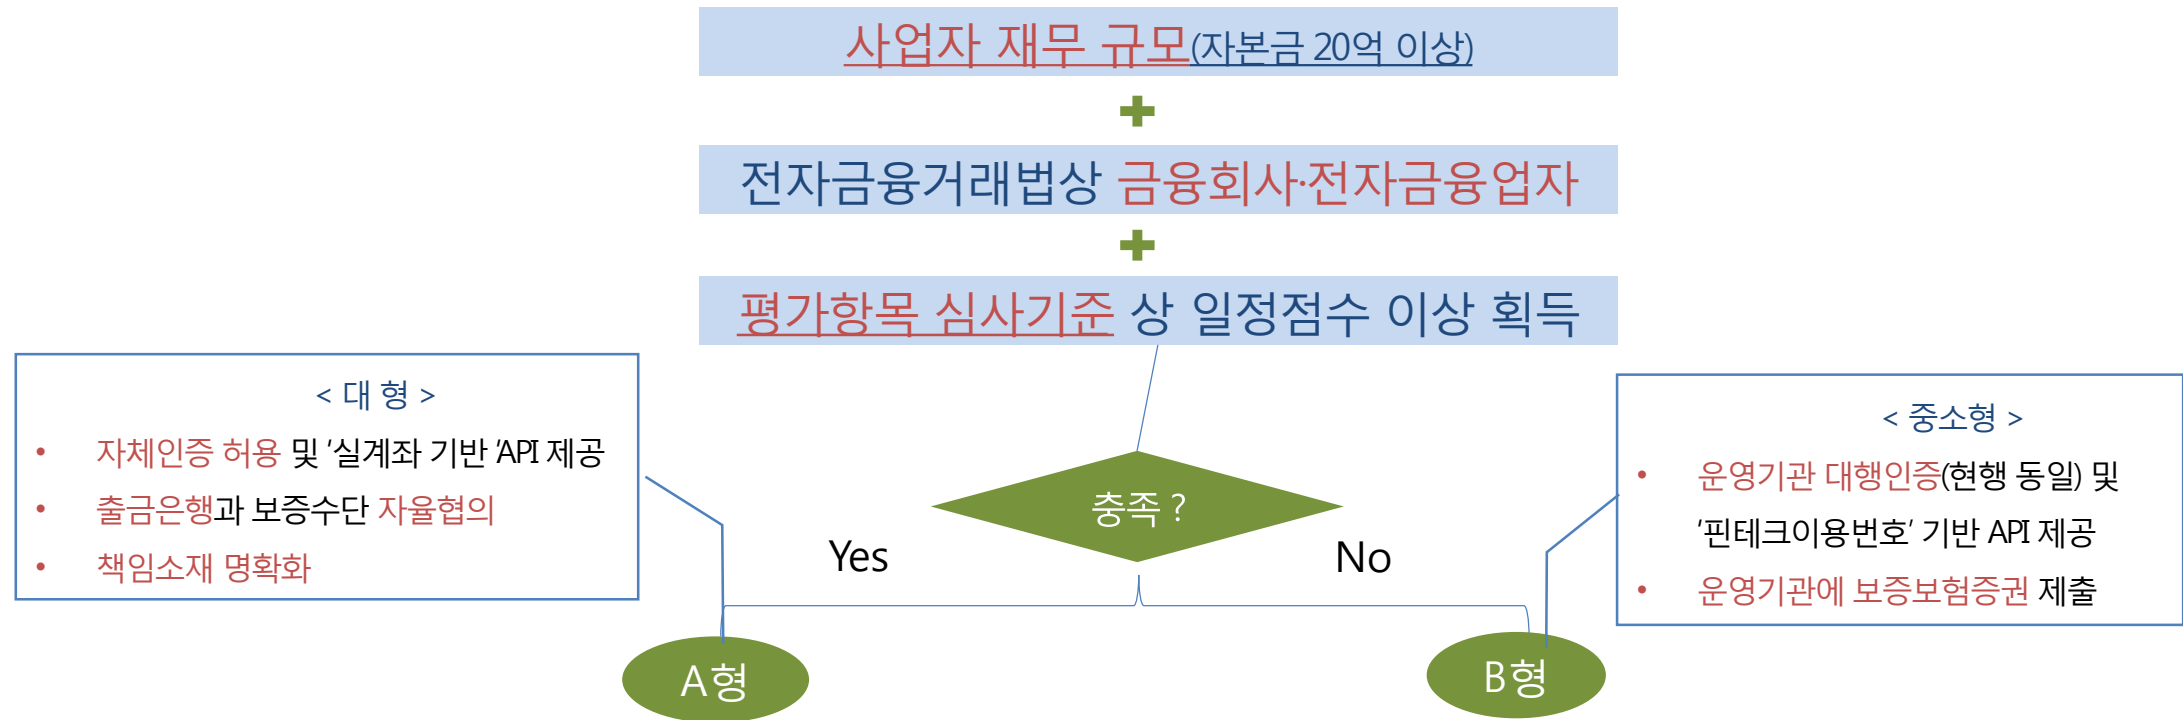 사업자 재무 규모(자본금 20억 이상)
전자금융거래법상 금융회사·전자금융업자
평가항목 심사기준 상 일정점수 이상 획득
< 대 형 >
• 자체인증 허용 및 '실계좌 기반 'API 제공
• 출금은행과 보증수단 자율협의
• 책임소재 명확화
< 중소형 >
• 운영기관 대행인증(현행 동일) 및
'핀테크이용번호' 기반 API 제공
• 운영기관에 보증보험증권 제출
충족 ?
Yes
No
A형
B형